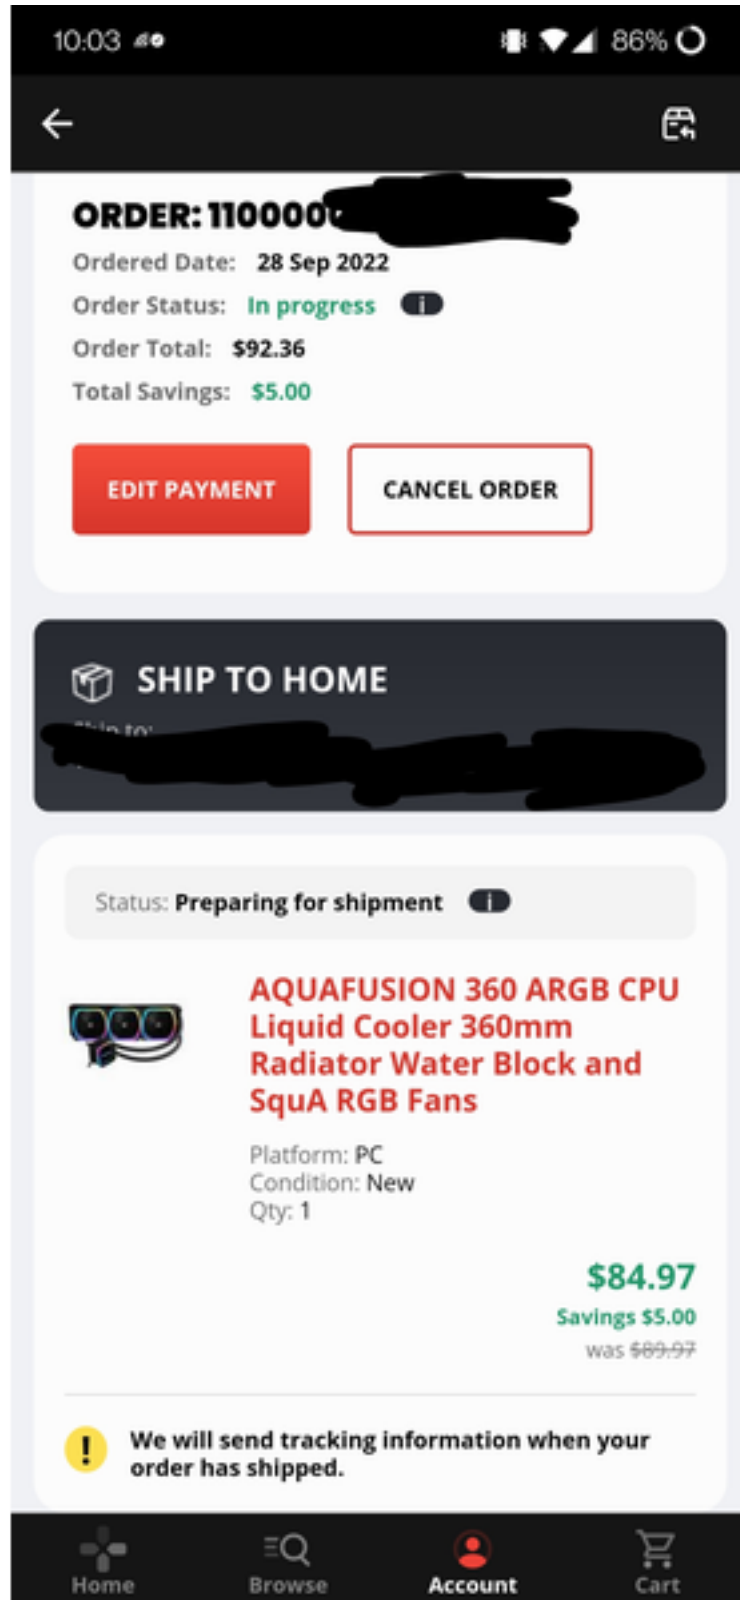 10:03
86%
ORDER: 110000
Ordered Date: 28 Sep 2022
Order Status: In progress i
Order Total: $92.36
Total Savings: $5.00
EDIT PAYMENT CANCEL ORDER
SHIP TO HOME
Ship to:
Status: Preparing for shipment i
AQUAFUSION 360 ARGB CPU
Liquid Cooler 360mm
Radiator Water Block and
SquA RGB Fans
Platform: PC
Condition: New
Qty: 1
$84.97
Savings $5.00
was $89.97
! We will send tracking information when your
order has shipped.
Home Browse Account Cart